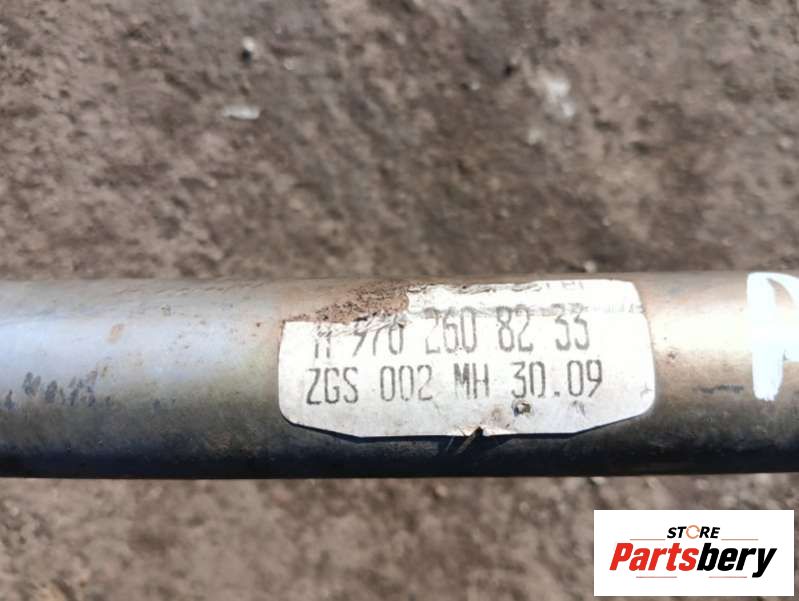 A 970 260 82 33
ZGS 002 MH 30.09
STORE
Partsbery